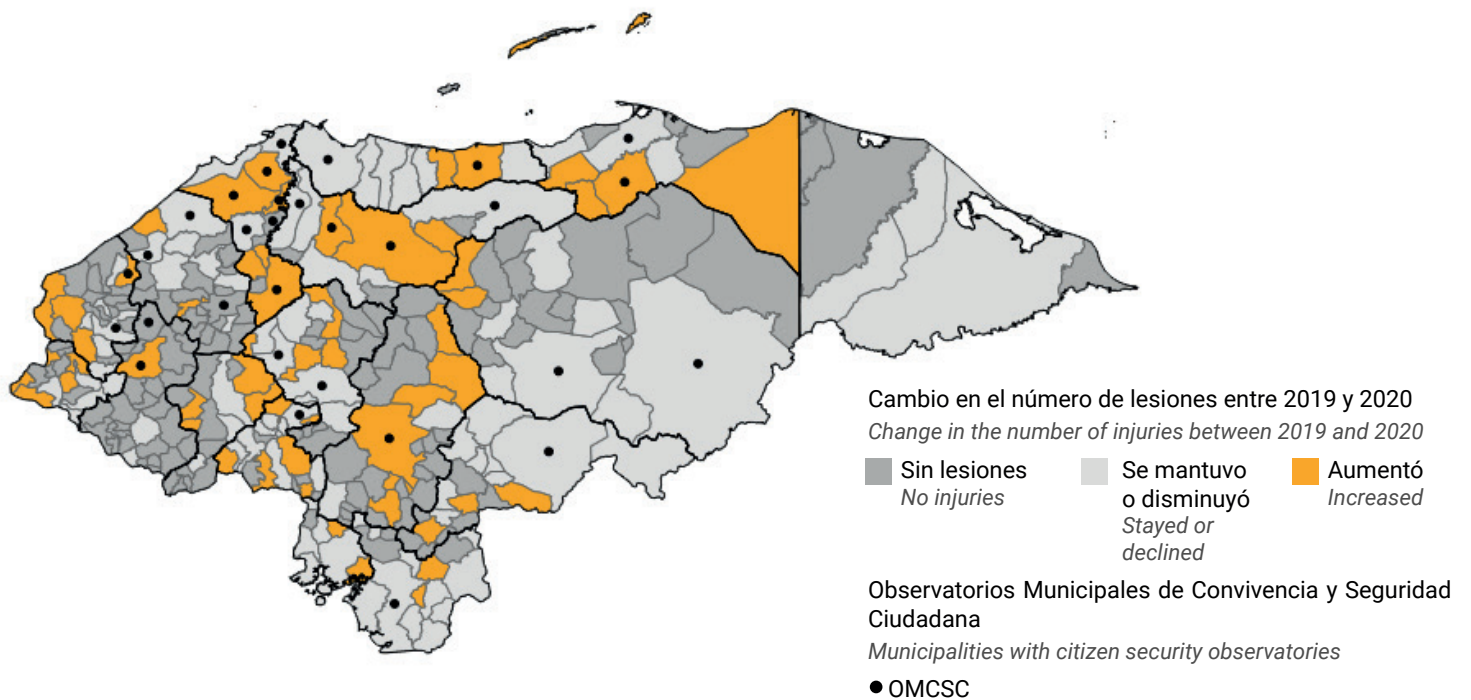 Cambio en el número de lesiones entre 2019 y 2020
Change in the number of injuries between 2019 and 2020
Sin lesiones
No injuries
Se mantuvo
o disminuyó
Stayed or
declined
Aumentó
Increased
Observatorios Municipales de Convivencia y Seguridad
Ciudadana
Municipalities with citizen security observatories
OMCSC